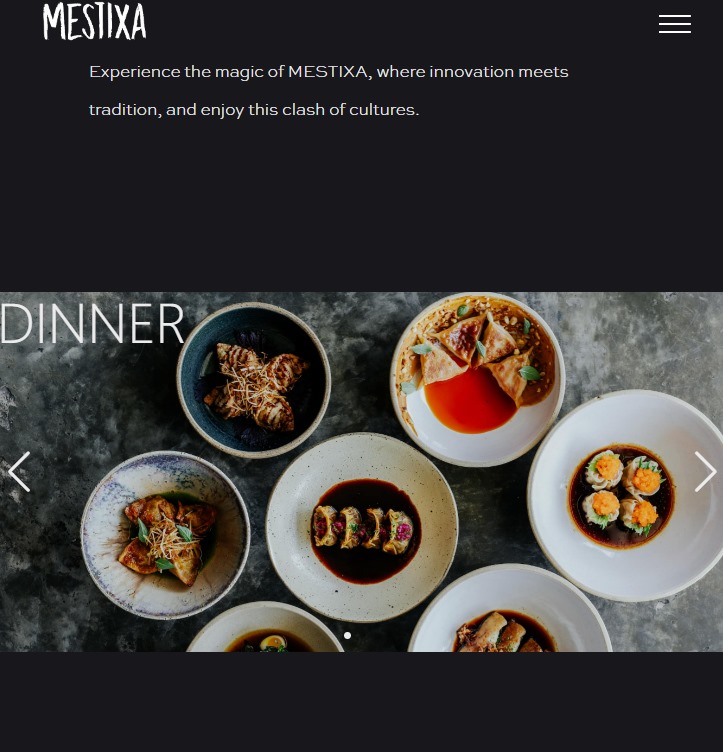 MESTIXA
Experience the magic of MESTIXA, where innovation meets
tradition, and enjoy this clash of cultures.
DINNER